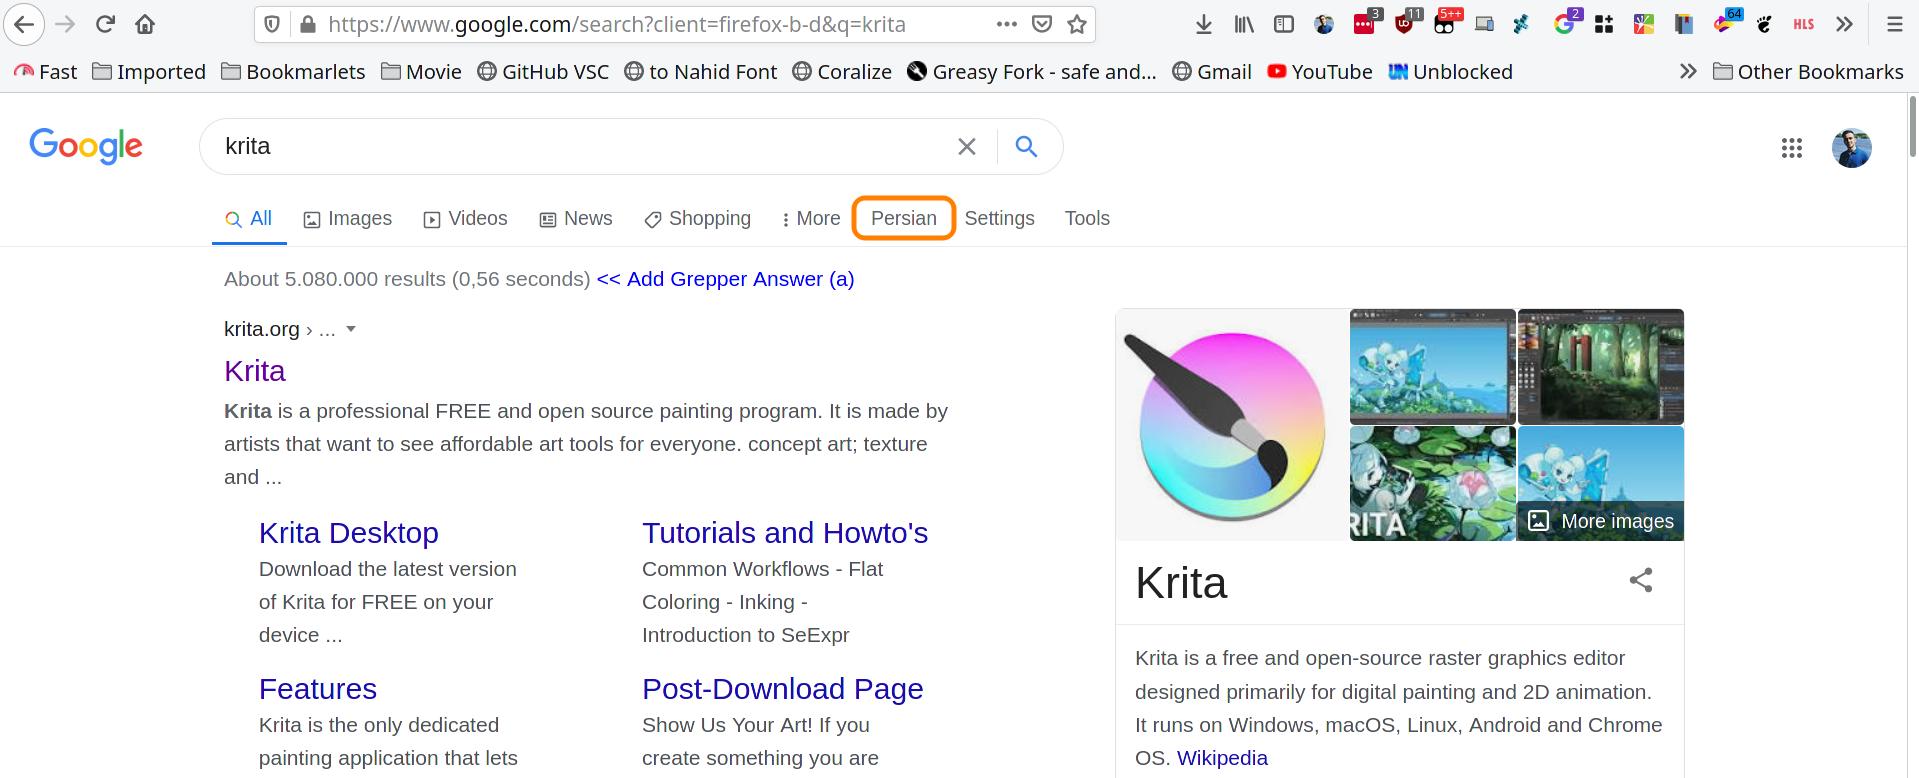 https://www.google.com/search?client=firefox-b-d&q=krita
3
11
5++
2
64
HLS
Fast Imported Bookmarklets Movie GitHub VSC to Nahid Font Coralize Greasy Fork - safe and... Gmail YouTube UN Unblocked Other Bookmarks
Google
krita
All Images Videos News Shopping More Persian Settings Tools
About 5.080.000 results (0,56 seconds) << Add Grepper Answer (a)
krita.org › ...
Krita
Krita is a professional FREE and open source painting program. It is made by
artists that want to see affordable art tools for everyone. concept art; texture
and ...
Krita Desktop
Download the latest version
of Krita for FREE on your
device ...
Tutorials and Howto's
Common Workflows - Flat
Coloring - Inking -
Introduction to SeExpr
Features
Krita is the only dedicated
painting application that lets
Post-Download Page
Show Us Your Art! If you
create something you are
RITA
More images
Krita
Krita is a free and open-source raster graphics editor
designed primarily for digital painting and 2D animation.
It runs on Windows, macOS, Linux, Android and Chrome
OS. Wikipedia